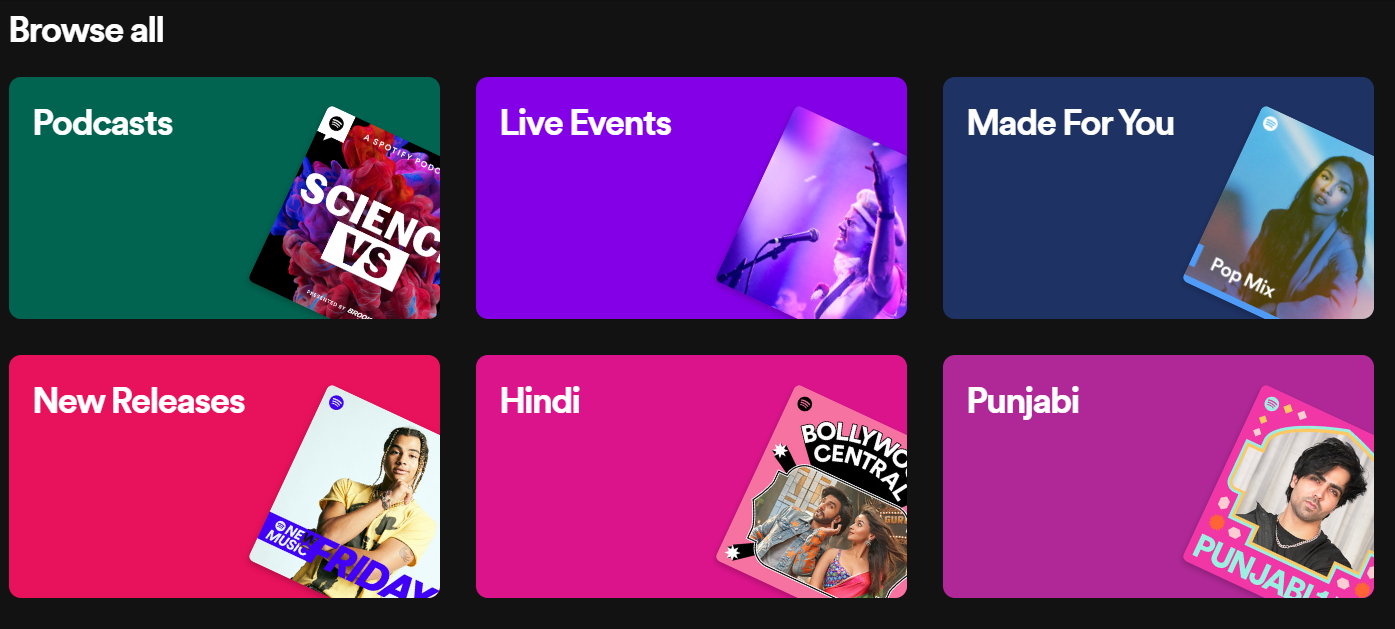 Browse all
Podcasts
A SPOTIFY PODC
SCIENC
VS
PRESENTED BY
Live Events
Made For You
Pop Mix
New Releases
NEW
MUSIC
FRIDAY
Hindi
BOLLYWO
CENTRAL
Punjabi
PUNJABI